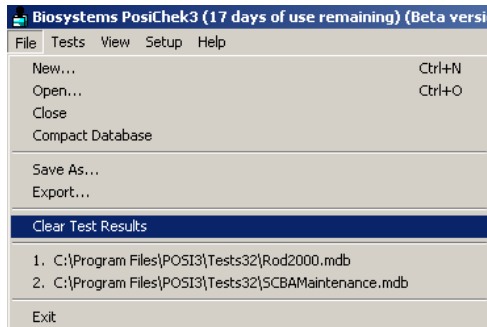 Biosystems PosiChek3 (17 days of use remaining) (Beta versi
File Tests View Setup Help
New... Ctrl+N
Open... Ctrl+O
Close
Compact Database
Save As...
Export...
Clear Test Results
1. C:\Program Files\POSI3\Tests32\Rod2000.mdb
2. C:\Program Files\POSI3\Tests32\SCBAMaintenance.mdb
Exit